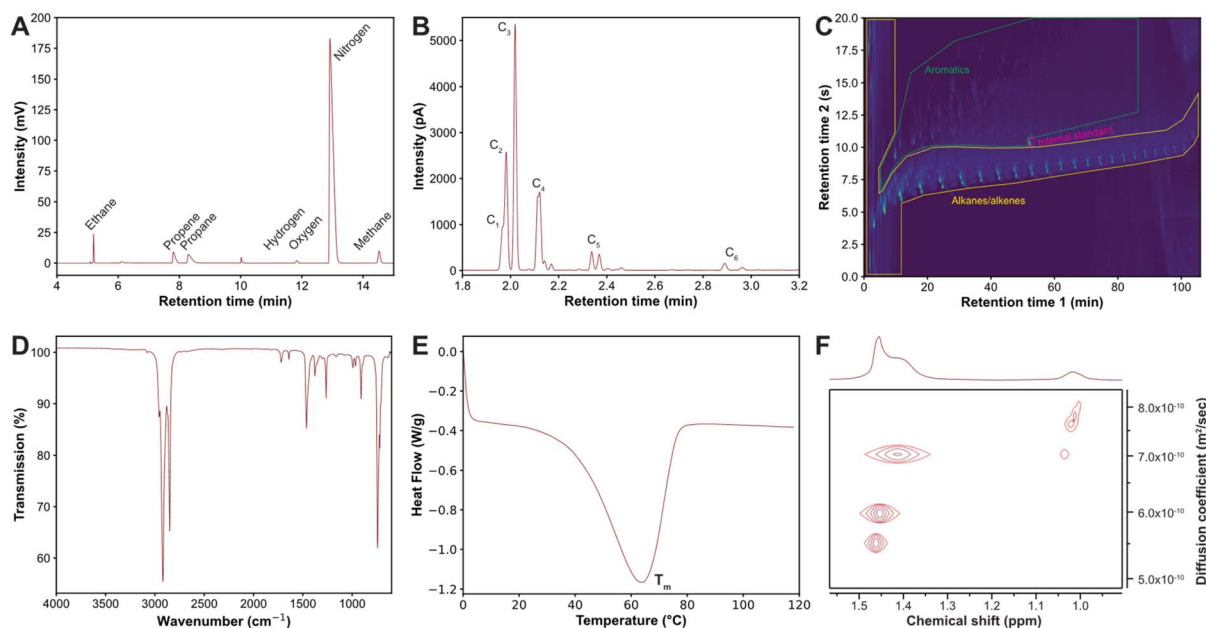 A
200
175
150
125
100
75
50
25
0
Intensity (mV)
Ethane
Propene
Propane
Hydrogen
Oxygen
Nitrogen
Methane
4 6 8 10 12 14
Retention time (min)
B
5000
4000
3000
2000
1000
0
Intensity (pA)
C₁
C₂
C₃
C₄
C₅
C₆
1.8 2.0 2.2 2.4 2.6 2.8 3.0 3.2
Retention time (min)
C
20.0
17.5
15.0
12.5
10.0
7.5
5.0
2.5
0.0
Retention time 2 (s)
Aromatics
Internal standard
Alkanes/alkenes
0 20 40 60 80 100
Retention time 1 (min)
D
100
90
80
70
60
Transmission (%)
4000 3000 2000 1000
Wavenumber (cm⁻¹)
E
0.0
−0.2
−0.4
−0.6
−0.8
−1.0
−1.2
Heat Flow (W/g)
Tₘ
0 20 40 60 80 100 120
Temperature (°C)
F
8.0x10⁻¹⁰
7.0x10⁻¹⁰
6.0x10⁻¹⁰
5.0x10⁻¹⁰
Diffusion coefficient (m²/sec)
1.5 1.4 1.3 1.2 1.1 1.0
Chemical shift (ppm)